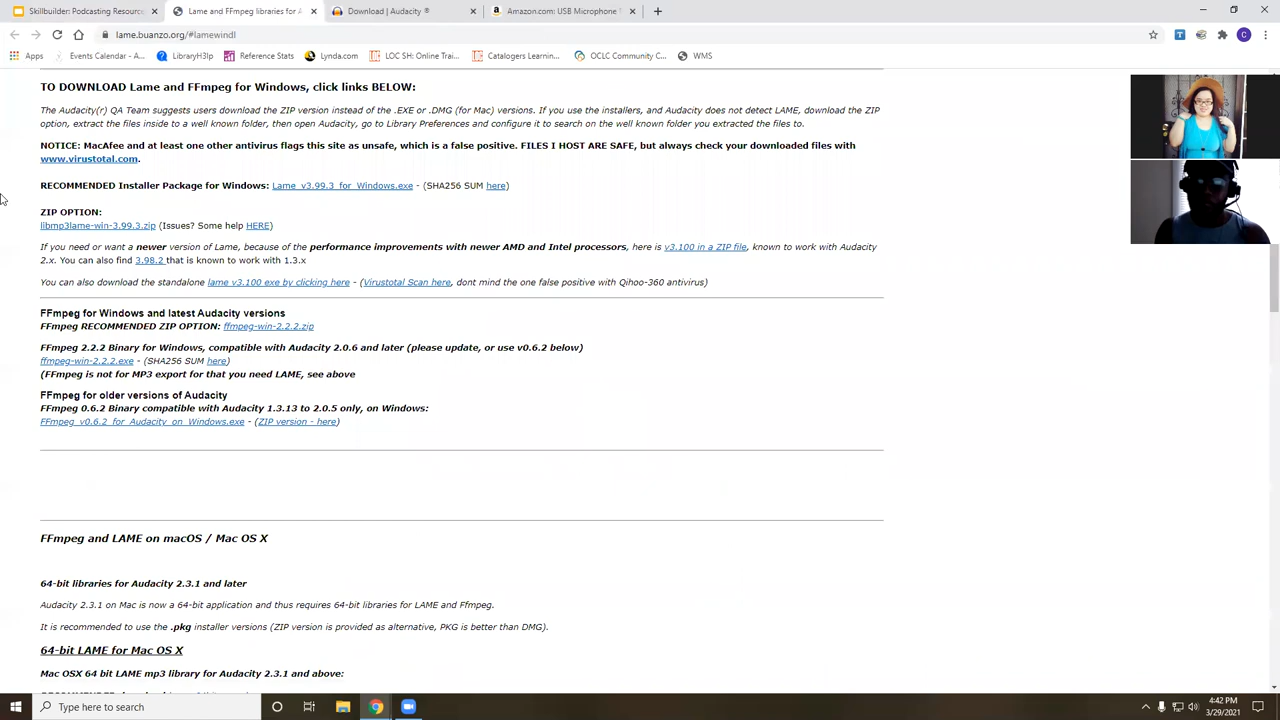 Skillbuilder: Podcasting Resource
Lame and FFmpeg libraries for A
Download | Audacity ®
Amazon.com: USB Microphone
lame.buanzo.org/#lamewindl
Apps
Events Calendar - A...
LibraryH3lp
Reference Stats
Lynda.com
LOC SH: Online Trai...
Catalogers Learnin...
OCLC Community C...
WMS
TO DOWNLOAD Lame and FFmpeg for Windows, click links BELOW:
The Audacity(r) QA Team suggests users download the ZIP version instead of the .EXE or .DMG (for Mac) versions. If you use the installers, and Audacity does not detect LAME, download the ZIP
option, extract the files inside to a well known folder, then open Audacity, go to Library Preferences and configure it to search on the well known folder you extracted the files to.
NOTICE: MacAfee and at least one other antivirus flags this site as unsafe, which is a false positive. FILES I HOST ARE SAFE, but always check your downloaded files with
www.virustotal.com.
RECOMMENDED Installer Package for Windows: Lame_v3.99.3_for_Windows.exe - (SHA256 SUM here)
ZIP OPTION:
libmp3lame-win-3.99.3.zip (Issues? Some help HERE)
If you need or want a newer version of Lame, because of the performance improvements with newer AMD and Intel processors, here is v3.100 in a ZIP file, known to work with Audacity
2.x. You can also find 3.98.2 that is known to work with 1.3.x
You can also download the standalone lame v3.100 exe by clicking here - (Virustotal Scan here, dont mind the one false positive with Qihoo-360 antivirus)
FFmpeg for Windows and latest Audacity versions
FFmpeg RECOMMENDED ZIP OPTION: ffmpeg-win-2.2.2.zip
FFmpeg 2.2.2 Binary for Windows, compatible with Audacity 2.0.6 and later (please update, or use v0.6.2 below)
ffmpeg-win-2.2.2.exe - (SHA256 SUM here)
(FFmpeg is not for MP3 export for that you need LAME, see above
FFmpeg for older versions of Audacity
FFmpeg 0.6.2 Binary compatible with Audacity 1.3.13 to 2.0.5 only, on Windows:
FFmpeg_v0.6.2_for_Audacity_on_Windows.exe - (ZIP version - here)
FFmpeg and LAME on macOS / Mac OS X
64-bit libraries for Audacity 2.3.1 and later
Audacity 2.3.1 on Mac is now a 64-bit application and thus requires 64-bit libraries for LAME and Ffmpeg.
It is recommended to use the .pkg installer versions (ZIP version is provided as alternative, PKG is better than DMG).
64-bit LAME for Mac OS X
Mac OSX 64 bit LAME mp3 library for Audacity 2.3.1 and above:
Type here to search
4:42 PM
3/29/2021